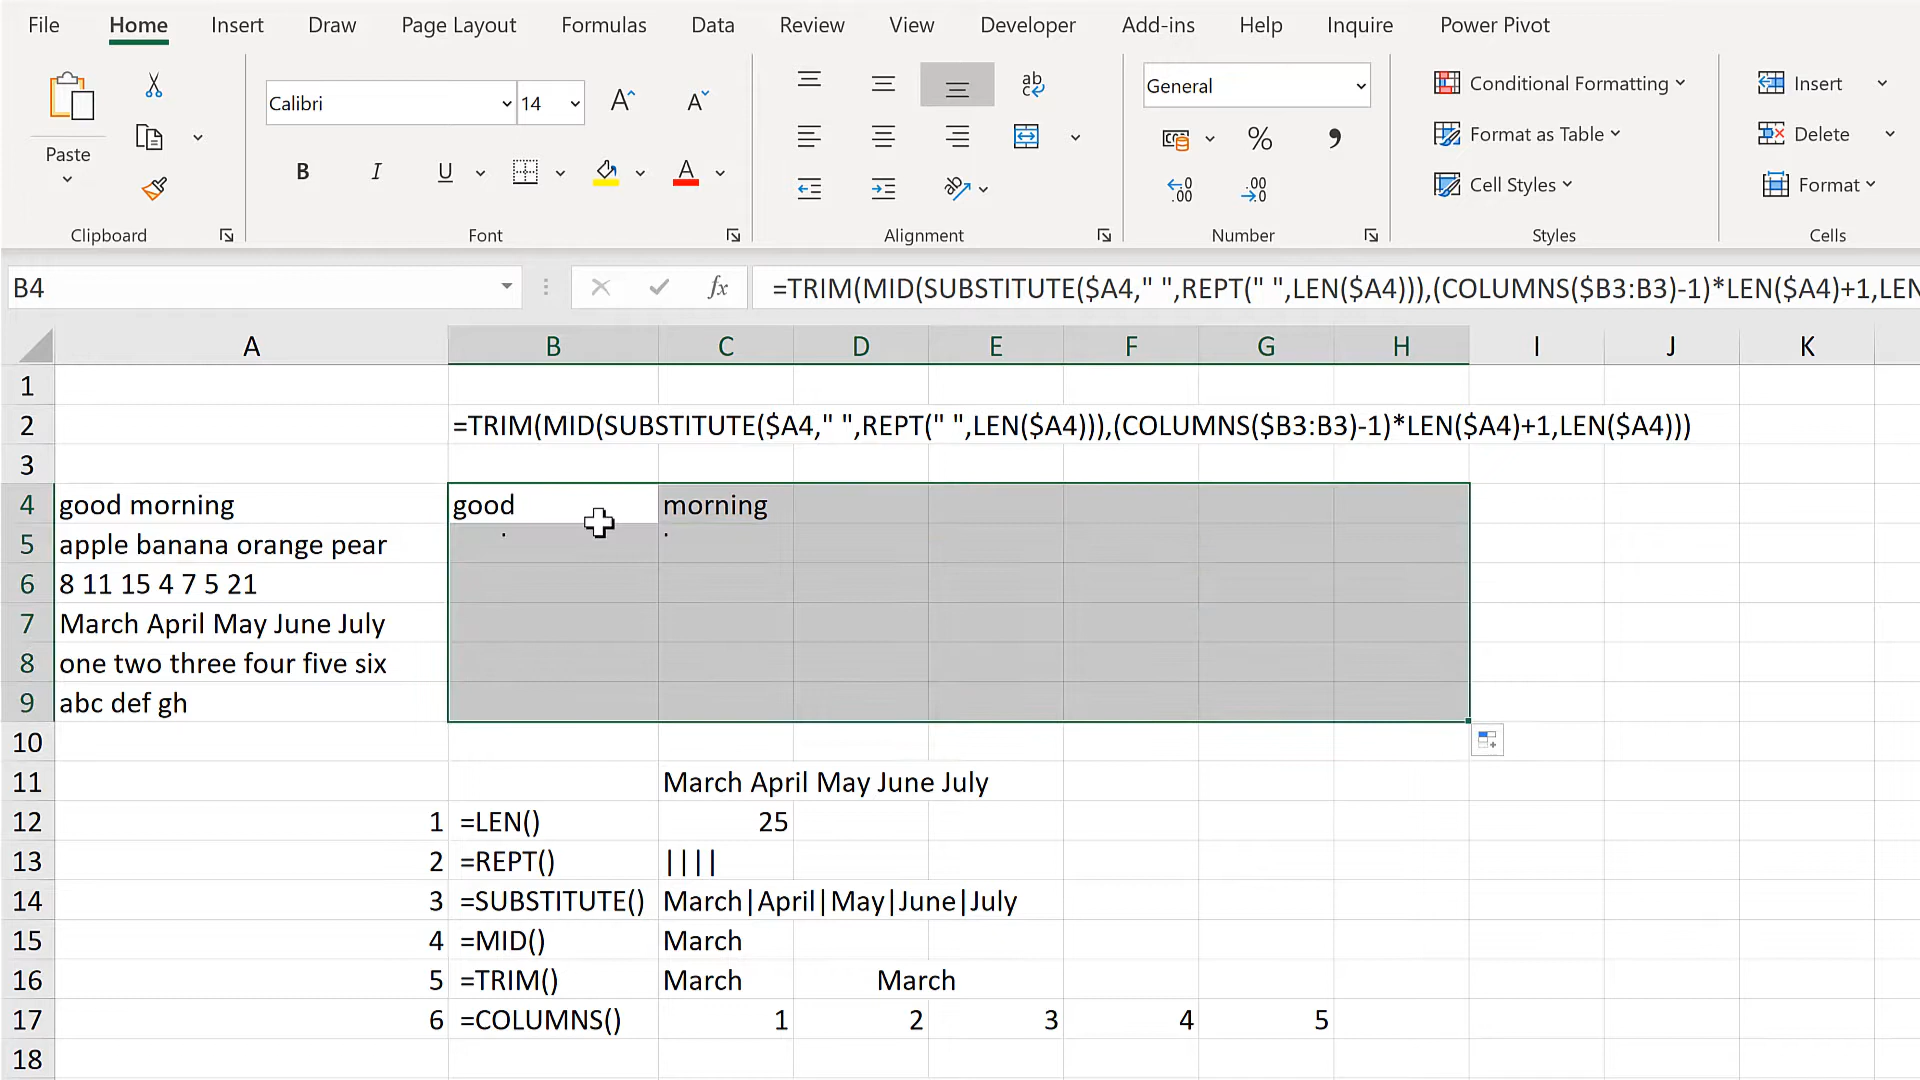 File Home Insert Draw Page Layout Formulas Data Review View Developer Add-ins Help Inquire Power Pivot
Paste
Calibri 14 A A
B I U A
ab c
General
% ,
.0 .00
.00 .0
Conditional Formatting
Format as Table
Cell Styles
Insert
Delete
Format
Clipboard Font Alignment Number Styles Cells
B4 fx =TRIM(MID(SUBSTITUTE($A4," ",REPT(" ",LEN($A4))),(COLUMNS($B3:B3)-1)*LEN($A4)+1,LEN
A B C D E F G H I J K
1
2 =TRIM(MID(SUBSTITUTE($A4," ",REPT(" ",LEN($A4))),(COLUMNS($B3:B3)-1)*LEN($A4)+1,LEN($A4)))
3
4 good morning good morning
5 apple banana orange pear
6 8 11 15 4 7 5 21
7 March April May June July
8 one two three four five six
9 abc def gh
10
11 March April May June July
12 1 =LEN() 25
13 2 =REPT() ||||
14 3 =SUBSTITUTE() March|April|May|June|July
15 4 =MID() March
16 5 =TRIM() March March
17 6 =COLUMNS() 1 2 3 4 5
18